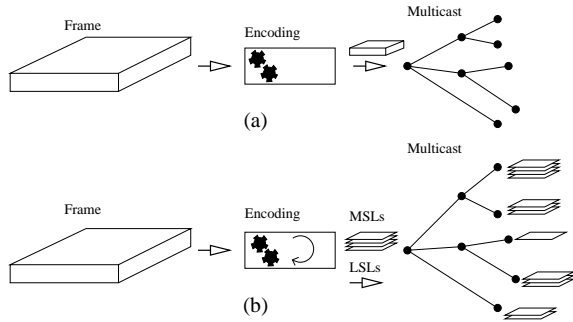 Frame
Encoding
Multicast
(a)
Multicast
Frame
Encoding
MSLs
LSLs
(b)